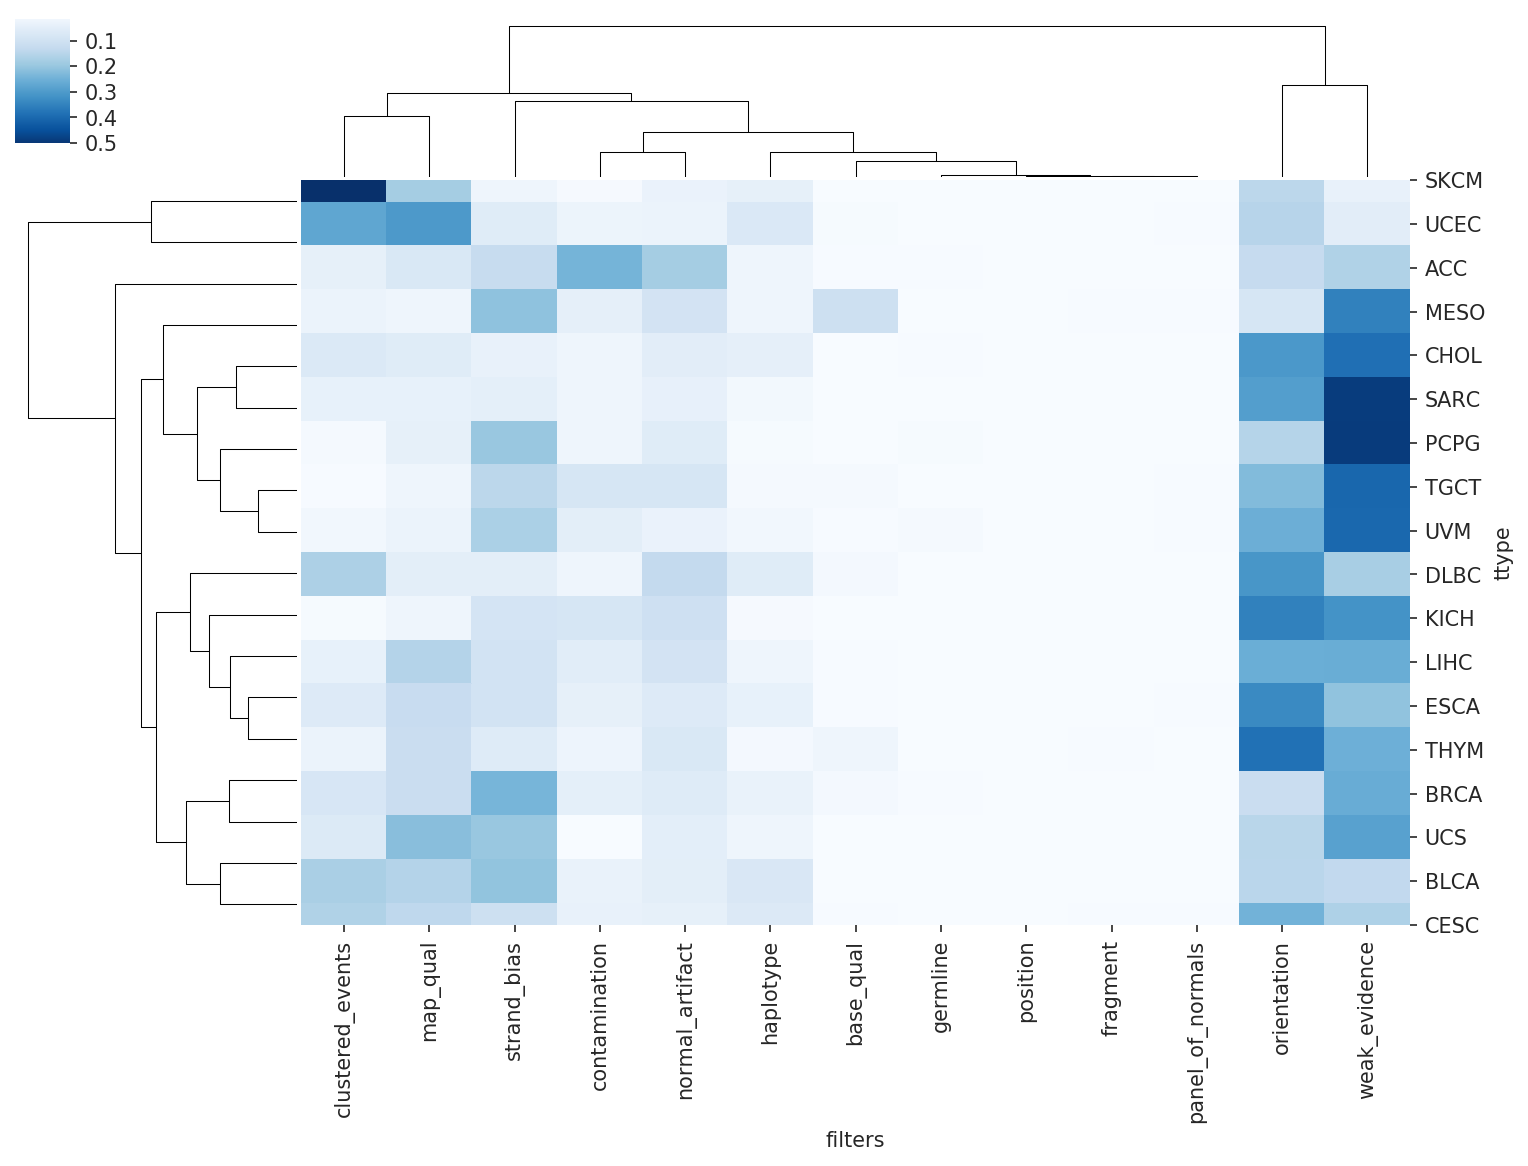 0.1
0.2
0.3
0.4
0.5
SKCM
UCEC
ACC
MESO
CHOL
SARC
PCPG
TGCT
UVM
DLBC
KICH
LIHC
ESCA
THYM
BRCA
UCS
BLCA
CESC
ttype
clustered_events
map_qual
strand_bias
contamination
normal_artifact
haplotype
base_qual
germline
position
fragment
panel_of_normals
orientation
weak_evidence
filters